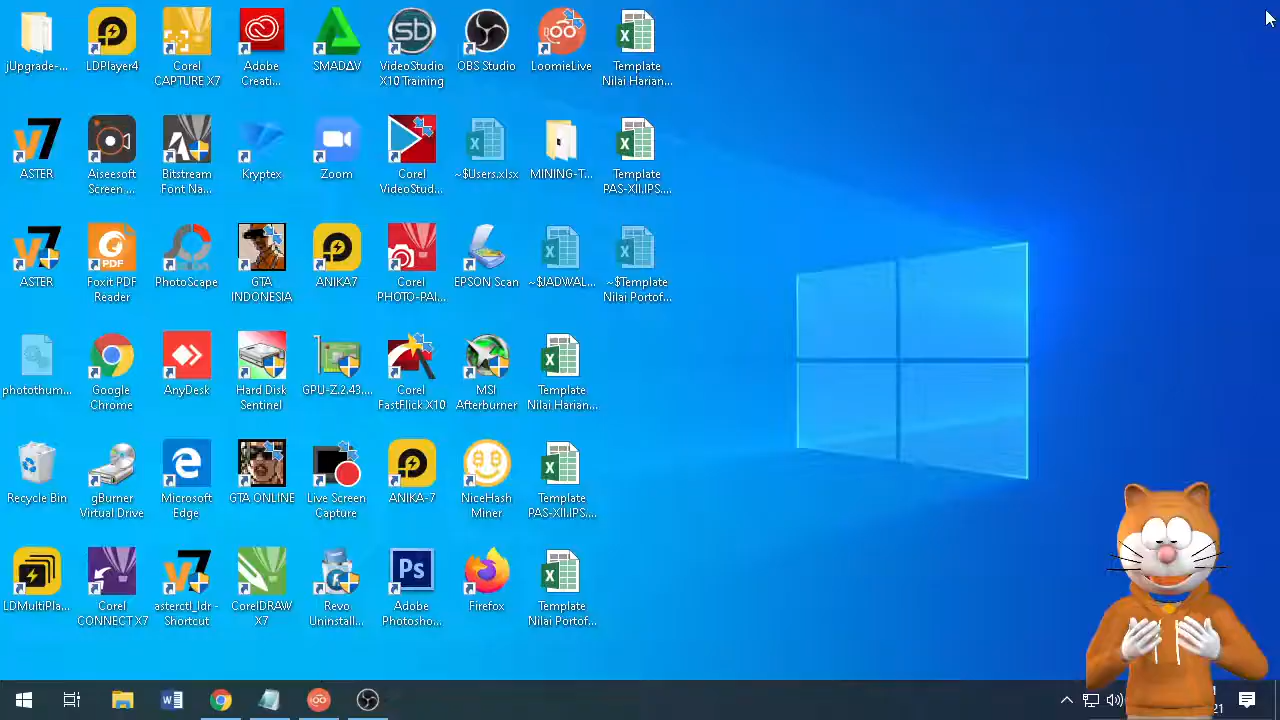 jUpgrade-...
LDPlayer4
Corel
CAPTURE X7
Adobe
Creati...
SMADΔV
VideoStudio
X10 Training
OBS Studio
LoomieLive
Template
Nilai Harian...
ASTER
Aiseesoft
Screen ...
Bitstream
Font Na...
Kryptex
Zoom
Corel
VideoStud...
~$Users.xlsx
MINING-T...
Template
PAS-XII.IPS....
ASTER
Foxit PDF
Reader
PhotoScape
GTA
INDONESIA
ANIKA7
Corel
PHOTO-PAI...
EPSON Scan
~$JADWAL...
~$Template
Nilai Portof...
photothum...
Google
Chrome
AnyDesk
Hard Disk
Sentinel
GPU-Z.2.43....
Corel
FastFlick X10
MSI
Afterburner
Template
Nilai.Harian...
Recycle Bin
gBurner
Virtual Drive
Microsoft
Edge
GTA ONLINE
Live Screen
Capture
ANIKA-7
NiceHash
Miner
Template
PAS-XII.IPS....
LDMultiPla...
Corel
CONNECT X7
asterctl_ldr -
Shortcut
CorelDRAW
X7
Revo
Uninstall...
Adobe
Photosho...
Firefox
Template
Nilai Portof...